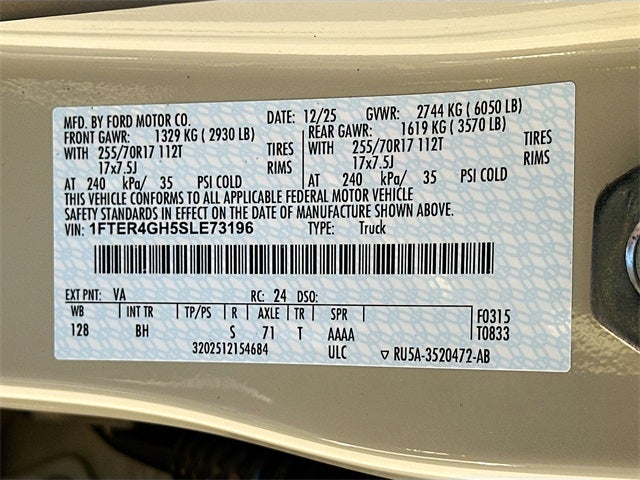 MFD. BY FORD MOTOR CO. DATE: 12/25 GVWR: 2744 KG ( 6050 LB)
FRONT GAWR: 1329 KG ( 2930 LB) REAR GAWR: 1619 KG ( 3570 LB)
WITH 255/70R17 112T TIRES WITH 255/70R17 112T TIRES
17x7.5J RIMS 17x7.5J RIMS
AT 240 kPa/ 35 PSI COLD AT 240 kPa/ 35 PSI COLD
THIS VEHICLE CONFORMS TO ALL APPLICABLE FEDERAL MOTOR VEHICLE
SAFETY STANDARDS IN EFFECT ON THE DATE OF MANUFACTURE SHOWN ABOVE.
VIN: 1FTER4GH5SLE73196 TYPE: Truck
EXT PNT: VA RC: 24 DSO:
WB INT TR TP/PS R AXLE TR SPR F0315
128 BH S 71 T AAAA T0833
3202512154684 ULC ▽ RU5A-3520472-AB